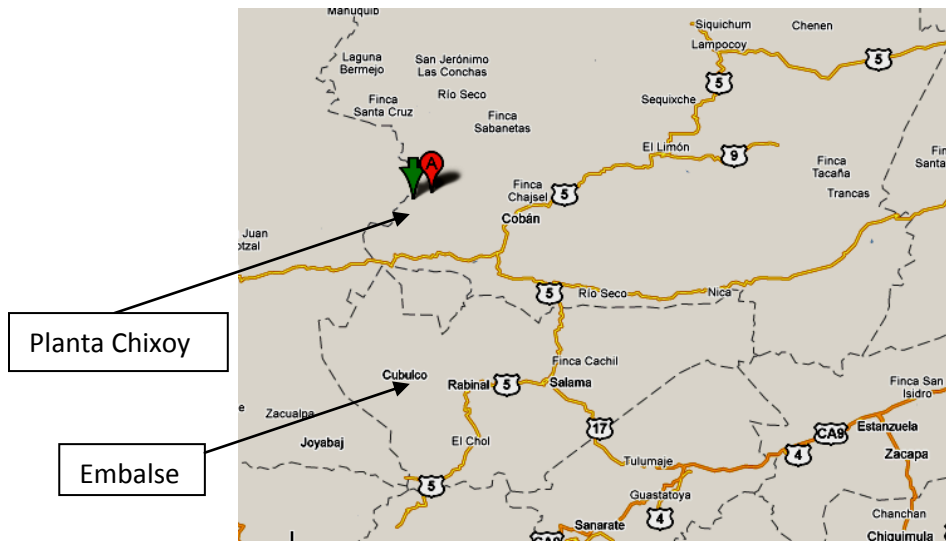 Manuquib
Siquichum
Chenen
Lampocoy
Laguna
Bermejo
San Jerónimo
Las Conchas
5
5
Río Seco
Sequixche
Finca
Santa Cruz
Finca
Sabanetas
El Limón
9
A
Finca
Tacaña
Fin
Santa
Finca
Chajsel
5
Trancas
Cobán
Juan
otzal
5
Río Seco
Nica
Planta Chixoy
Finca Cachil
Cubulco
Rabinal
5
Salama
Finca San
Isidro
e
Zacualpa
Joyabaj
El Chol
17
CA9
Estanzuela
4
Zacapa
Embalse
Tulumaje
5
Guastatoya
4
Sanarate
Chanchan
Chiquimula